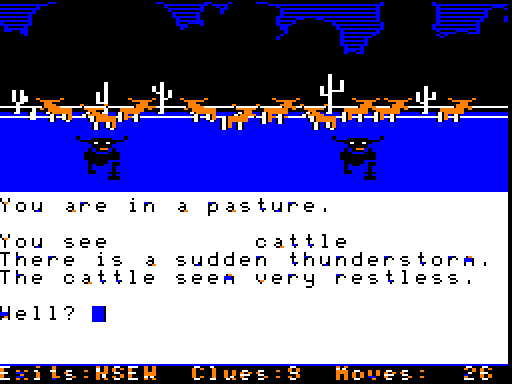 You are in a pasture.
You see cattle
There is a sudden thunderstorm.
The cattle seem very restless.
Well?
Exits:NSEW Clues:9 Moves: 26